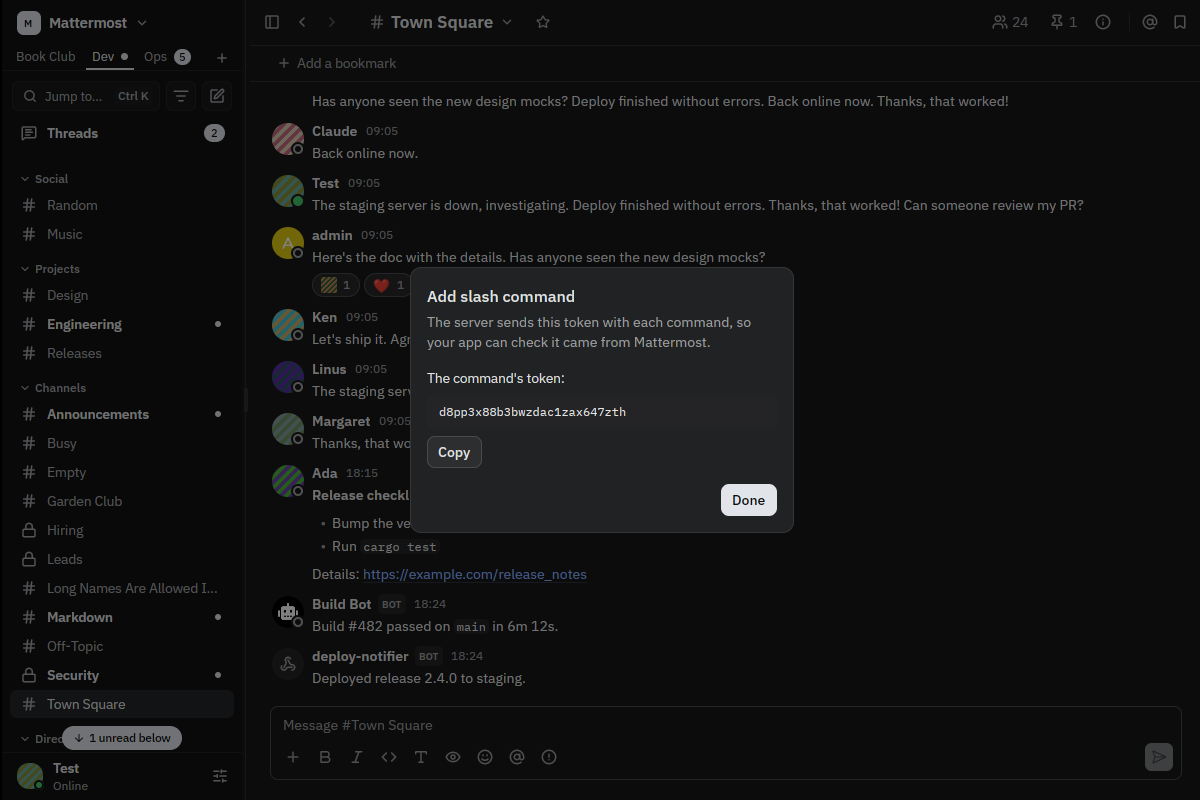 M Mattermost
Book Club Dev Ops 5
Jump to... Ctrl K
Threads 2
Social
Random
Music
Projects
Design
Engineering
Releases
Channels
Announcements
Busy
Empty
Garden Club
Hiring
Leads
Long Names Are Allowed I...
Markdown
Off-Topic
Security
Town Square
1 unread below
Test
Online
Town Square 24 1
Add a bookmark
Has anyone seen the new design mocks? Deploy finished without errors. Back online now. Thanks, that worked!
Claude 09:05
Back online now.
Test 09:05
The staging server is down, investigating. Deploy finished without errors. Thanks, that worked! Can someone review my PR?
A
admin 09:05
Here's the doc with the details. Has anyone seen the new design mocks?
1 1
Ken 09:05
Let's ship it.
Linus 09:05
The staging
Margaret 09:05
Thanks, that
Ada 18:15
Release
Bump the
Run cargo test
Details: https://example.com/release_notes
Build Bot BOT 18:24
Build #482 passed on main in 6m 12s.
deploy-notifier BOT 18:24
Deployed release 2.4.0 to staging.
Message #Town Square
Add slash command
The server sends this token with each command, so
your app can check it came from Mattermost.
The command's token:
d8pp3x88b3bwzdac1zax647zth
Copy
Done